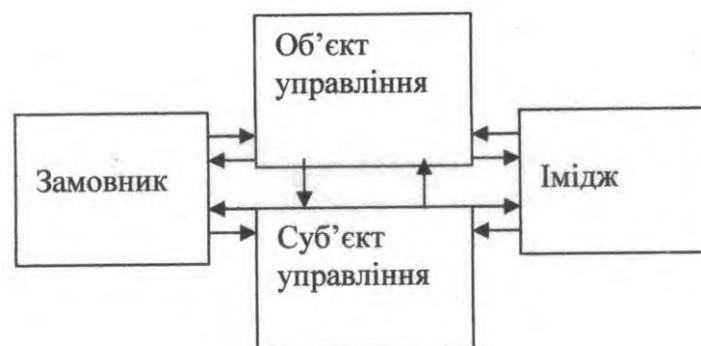 Об’єкт
управління
Замовник
Імідж
Суб’єкт
управління